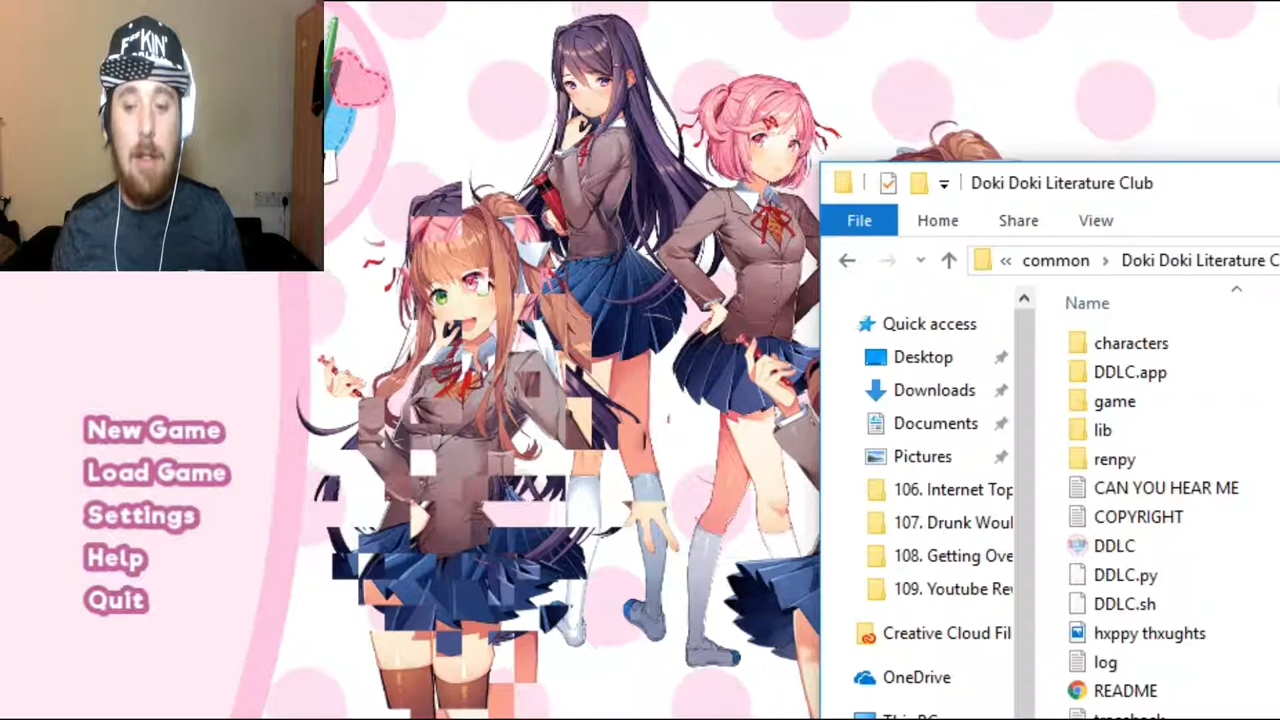 F**KIN'
Doki Doki Literature Club
File Home Share View
« common > Doki Doki Literature C
Name
Quick access
Desktop
Downloads
Documents
Pictures
106. Internet Top
107. Drunk Woul
108. Getting Ove
109. Youtube Rev
Creative Cloud Fil
OneDrive
characters
DDLC.app
game
lib
renpy
CAN YOU HEAR ME
COPYRIGHT
DDLC
DDLC.py
DDLC.sh
hxppy thxughts
log
README
New Game
Load Game
Settings
Help
Quit